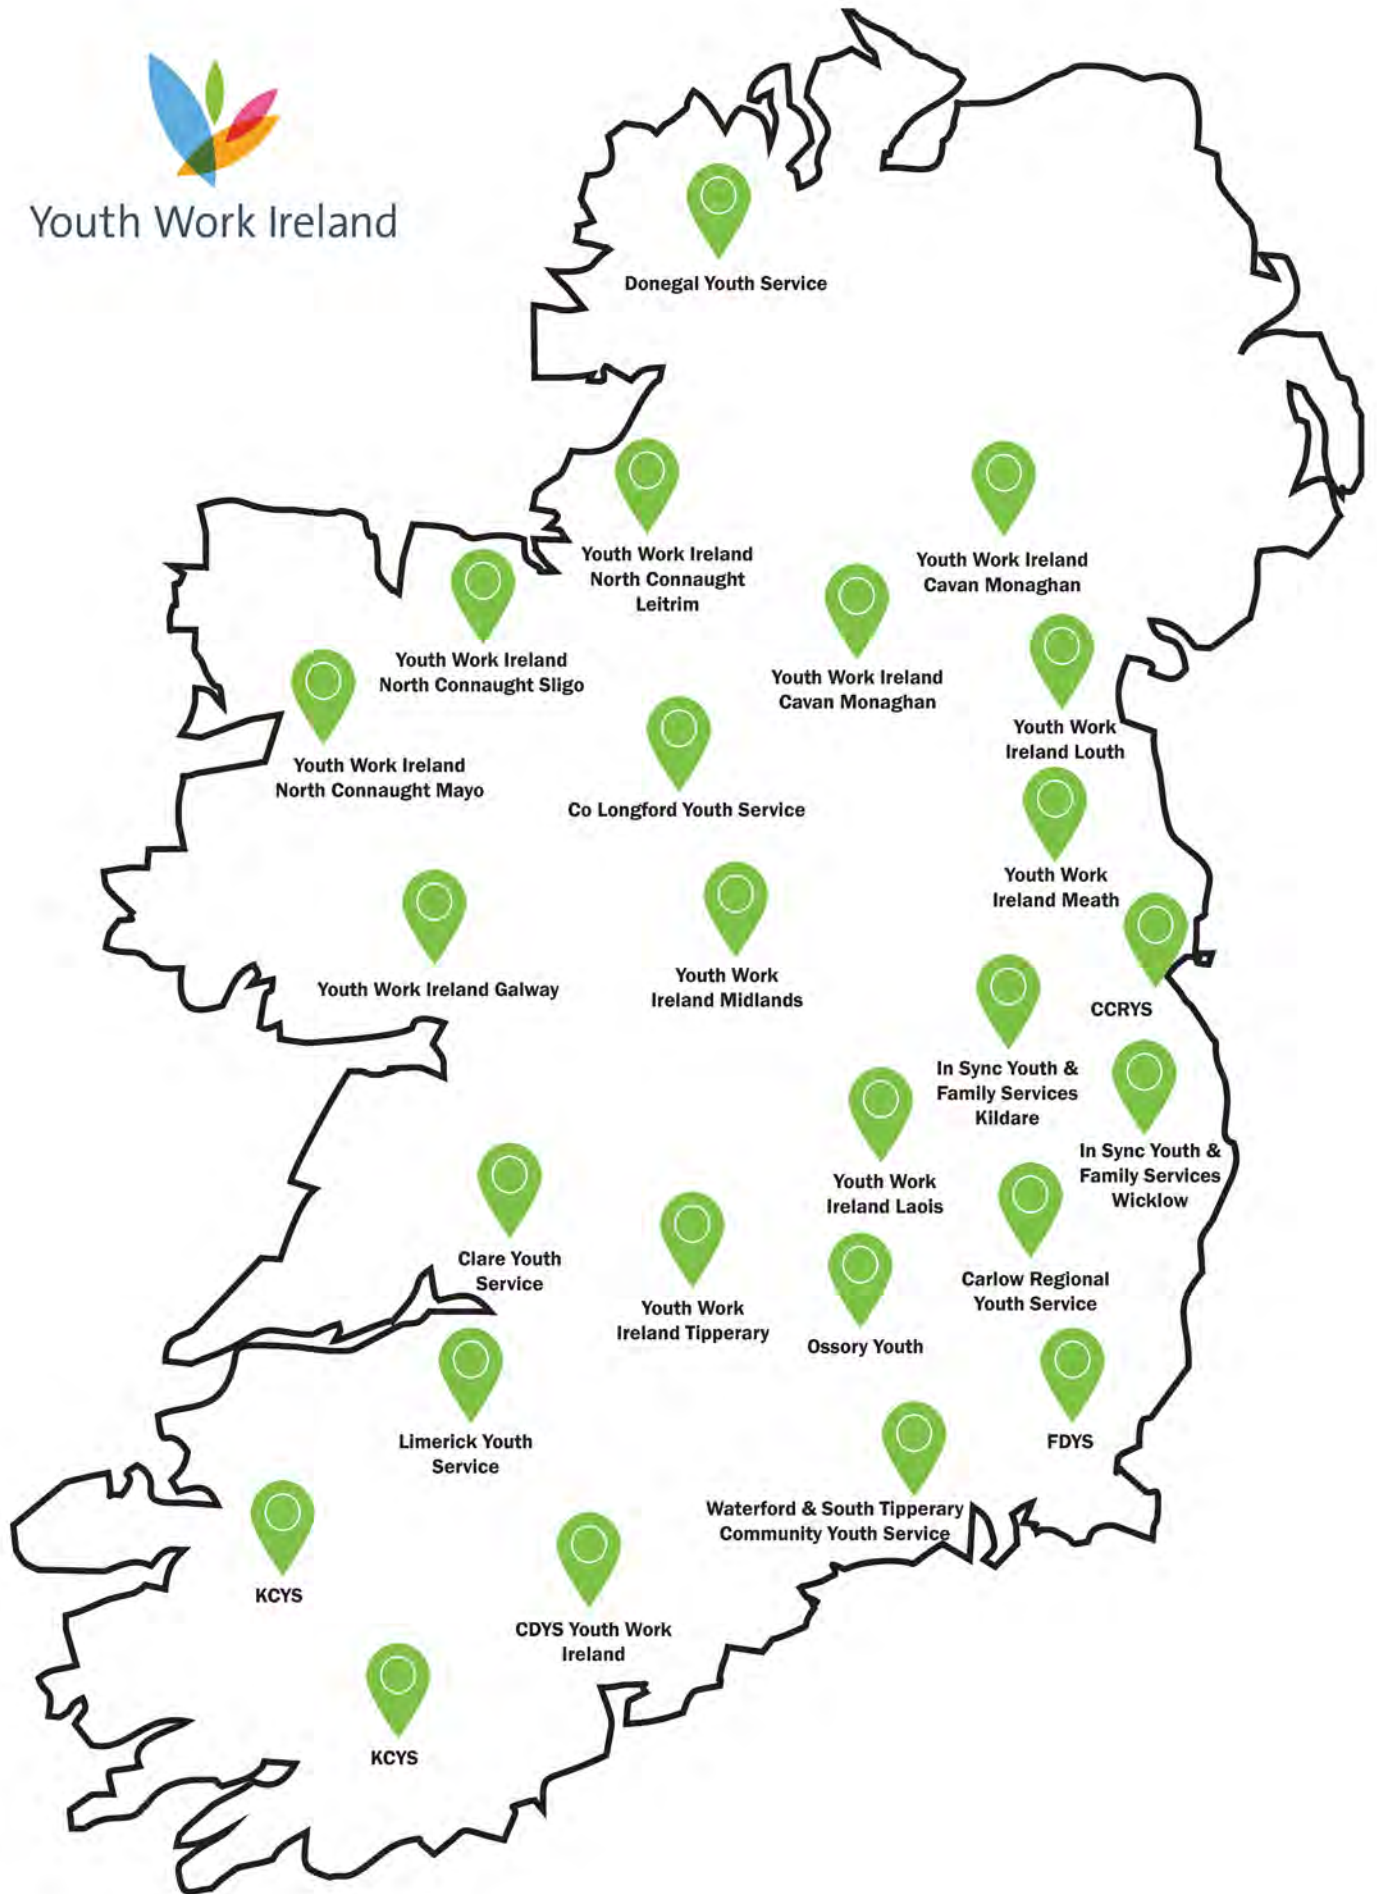 Youth Work Ireland
Donegal Youth Service
Youth Work Ireland
North Connaught
Leitrim
Youth Work Ireland
Cavan Monaghan
Youth Work Ireland
North Connaught Sligo
Youth Work Ireland
Cavan Monaghan
Youth Work
Ireland Louth
Youth Work Ireland
North Connaught Mayo
Co Longford Youth Service
Youth Work
Ireland Meath
Youth Work Ireland Galway
Youth Work
Ireland Midlands
CCRYS
In Sync Youth &
Family Services
Kildare
In Sync Youth &
Family Services
Wicklow
Youth Work
Ireland Laois
Clare Youth
Service
Carlow Regional
Youth Service
Youth Work
Ireland Tipperary
Ossory Youth
Limerick Youth
Service
FDYS
Waterford & South Tipperary
Community Youth Service
KCYS
CDYS Youth Work
Ireland
KCYS